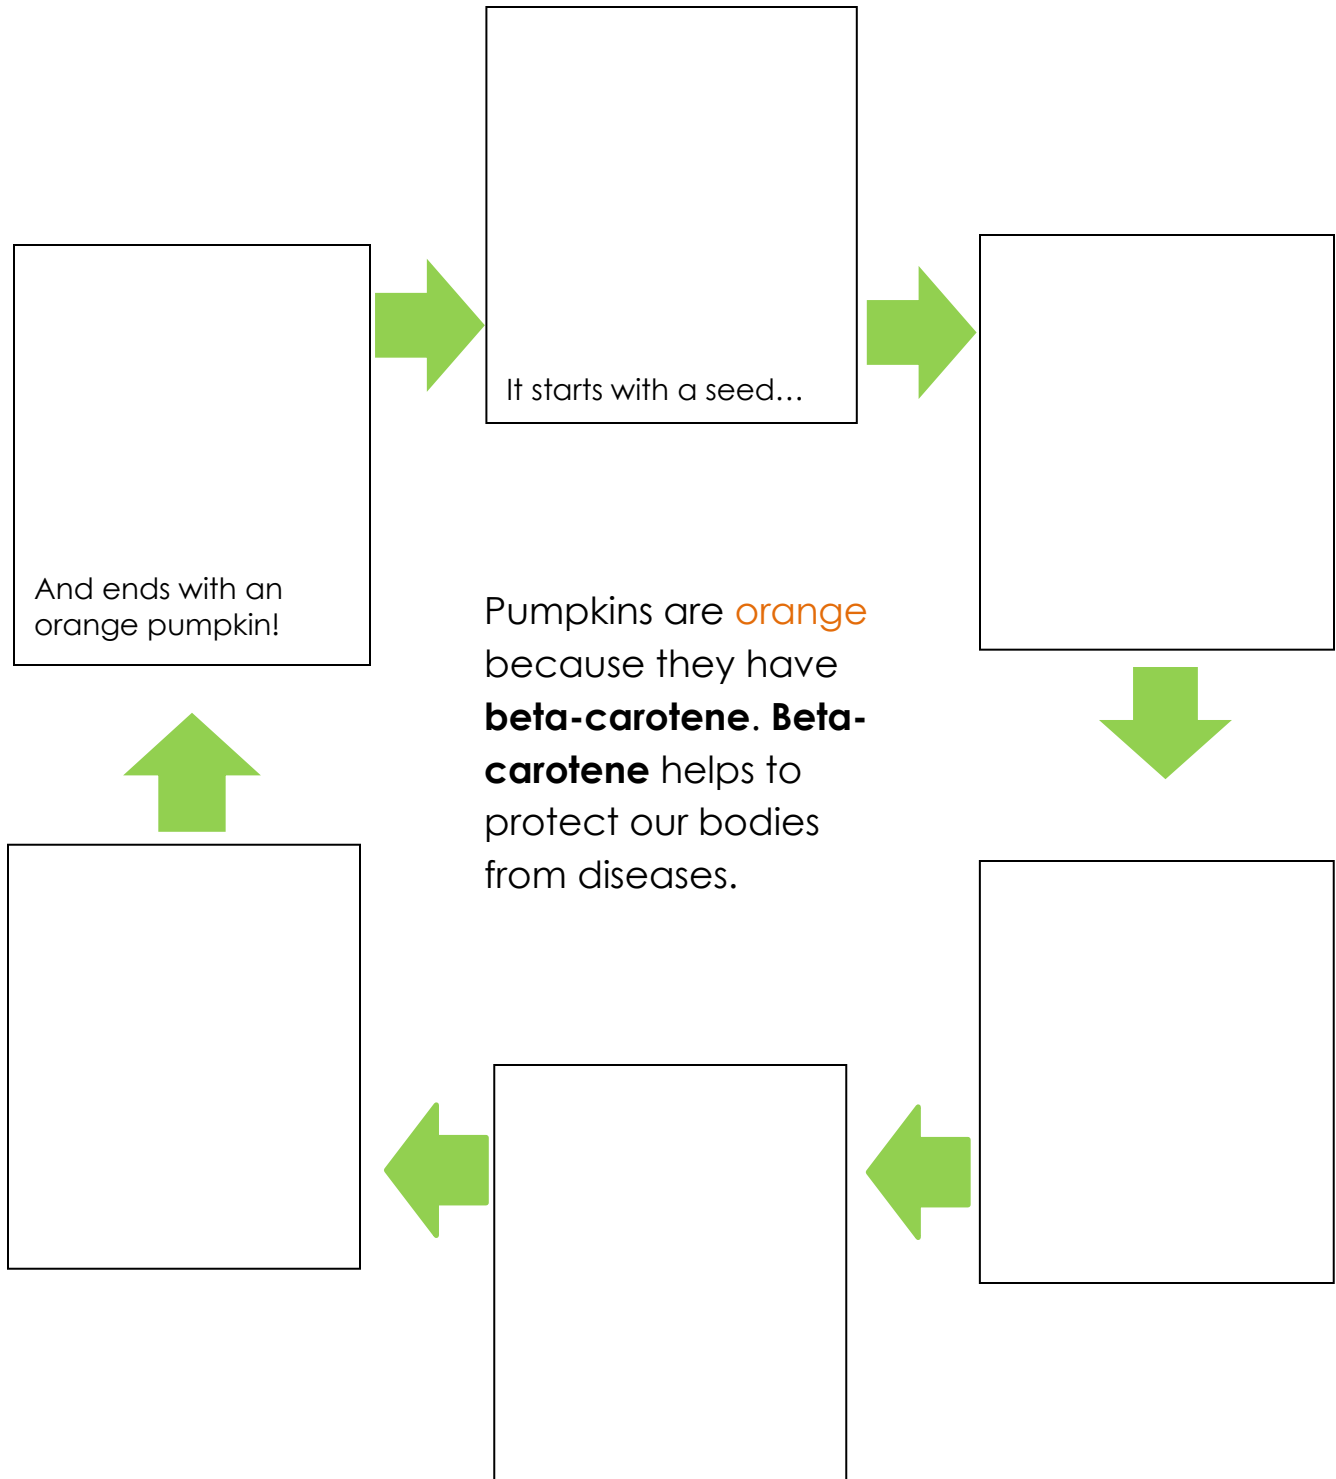 It starts with a seed…
And ends with an
orange pumpkin!
Pumpkins are orange
because they have
beta-carotene. Beta-
carotene helps to
protect our bodies
from diseases.